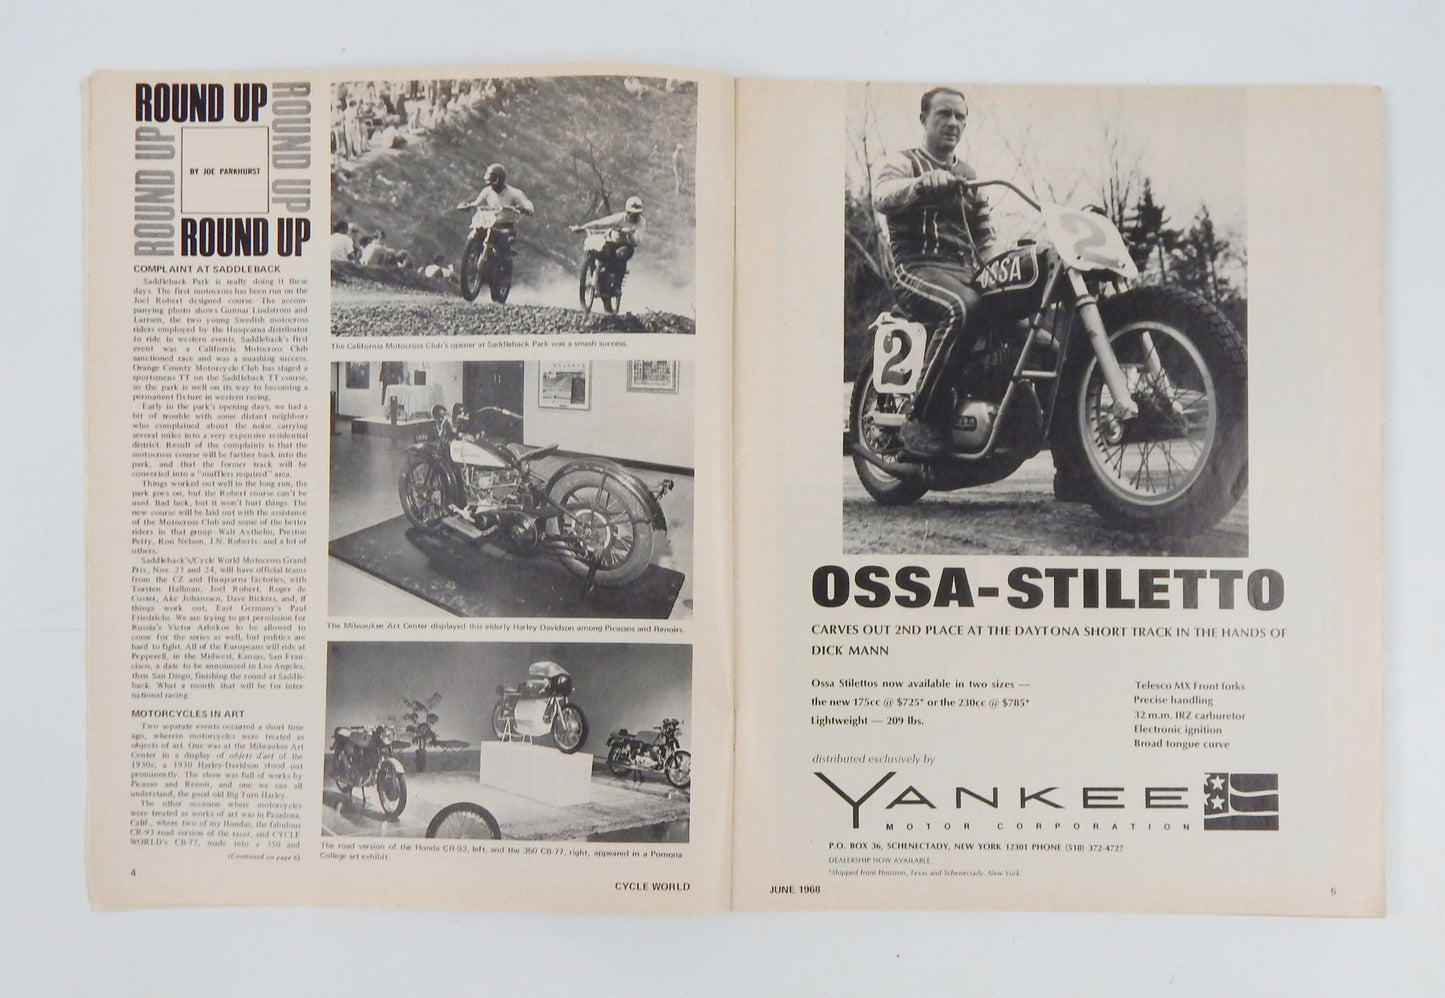 ROUND UP
ROUND UP
ROUND UP
BY JOE PARKHURST
ROUND UP
COMPLAINT AT SADDLEBACK
Saddleback Park is really doing it these
days. The first motocross has been run on the
Joel Robert designed course. The accom-
panying photo shows Gunnar Lindstrom and
Larsson, the two young Swedish motocross
riders employed by the Husqvarna distributor
to ride in western events. Saddleback's first
event was a California Motocross Club
sanctioned race and was a smashing success.
Orange County Motorcycle Club has staged a
sportsmens TT on the Saddleback TT course,
so the park is well on its way to becoming a
permanent fixture in western racing.
Early in the park's opening days, we had a
bit of trouble with some distant neighbors
who complained about the noise carrying
several miles into a very expensive residential
district. Result of the complaints is that the
motocross course will be farther back into the
park, and that the former track will be
converted into a "mufflers required" area.
Things worked out well in the long run, the
park goes on, but the Robert course can't be
used. Bad luck, but it won't hurt things. The
new course will be laid out with the assistance
of the Motocross Club and some of the better
riders in that group—Walt Axthelm, Preston
Petty, Ron Nelson, J.N. Roberts—and a lot of
others.
Saddleback's/Cycle World Motocross Grand
Prix, Nov. 23 and 24, will have official teams
from the CZ and Husqvarna factories, with
Torsten Hallman, Joel Robert, Roger de
Coster, Ake Johansson, Dave Bickers, and, if
things work out, East Germany's Paul
Friedrichs. We are trying to get permission for
Russia's Victor Arbekov to be allowed to
come for the series as well, but politics are
hard to fight. All of the Europeans will ride at
Pepperell, in the Midwest, Kansas, San Fran-
cisco, a date to be announced in Los Angeles,
then San Diego, finishing the round at Saddle-
back. What a month that will be for inter-
national racing.
MOTORCYCLES IN ART
Two separate events occurred a short time
ago, wherein motorcycles were treated as
objects of art. One was at the Milwaukee Art
Center in a display of objets d'art of the
1930s; a 1930 Harley-Davidson stood out
prominently. The show was full of works by
Picasso and Renoir, and one we can all
understand, the good old Big Twin Harley.
The other occasion where motorcycles
were treated as works of art was in Pasadena,
Calif., where two of my Hondas, the fabulous
CR-93 road version of the racer, and CYCLE
WORLD's CB-77, made into a 350 and
(Continued on page 6)
4
The California Motocross Club's opener at Saddleback Park was a smash success.
The Milwaukee Art Center displayed this elderly Harley-Davidson among Picassos and Renoirs.
The road version of the Honda CR-93, left, and the 350 CB-77, right, appeared in a Pomona
College art exhibit.
CYCLE WORLD
2
OSSA
2
OSSA-STILETTO
CARVES OUT 2ND PLACE AT THE DAYTONA SHORT TRACK IN THE HANDS OF
DICK MANN
Ossa Stilettos now available in two sizes —
the new 175cc @ $725* or the 230cc @ $785*
Lightweight — 209 lbs.
Telesco MX Front forks
Precise handling
32 m.m. IRZ carburetor
Electronic ignition
Broad tongue curve
distributed exclusively by
YANKEE
MOTOR CORPORATION
P.O. BOX 36, SCHENECTADY, NEW YORK 12301 PHONE (518) 372-4727
DEALERSHIP NOW AVAILABLE
*Shipped from Houston, Texas and Schenectady, New York
JUNE 1968
5